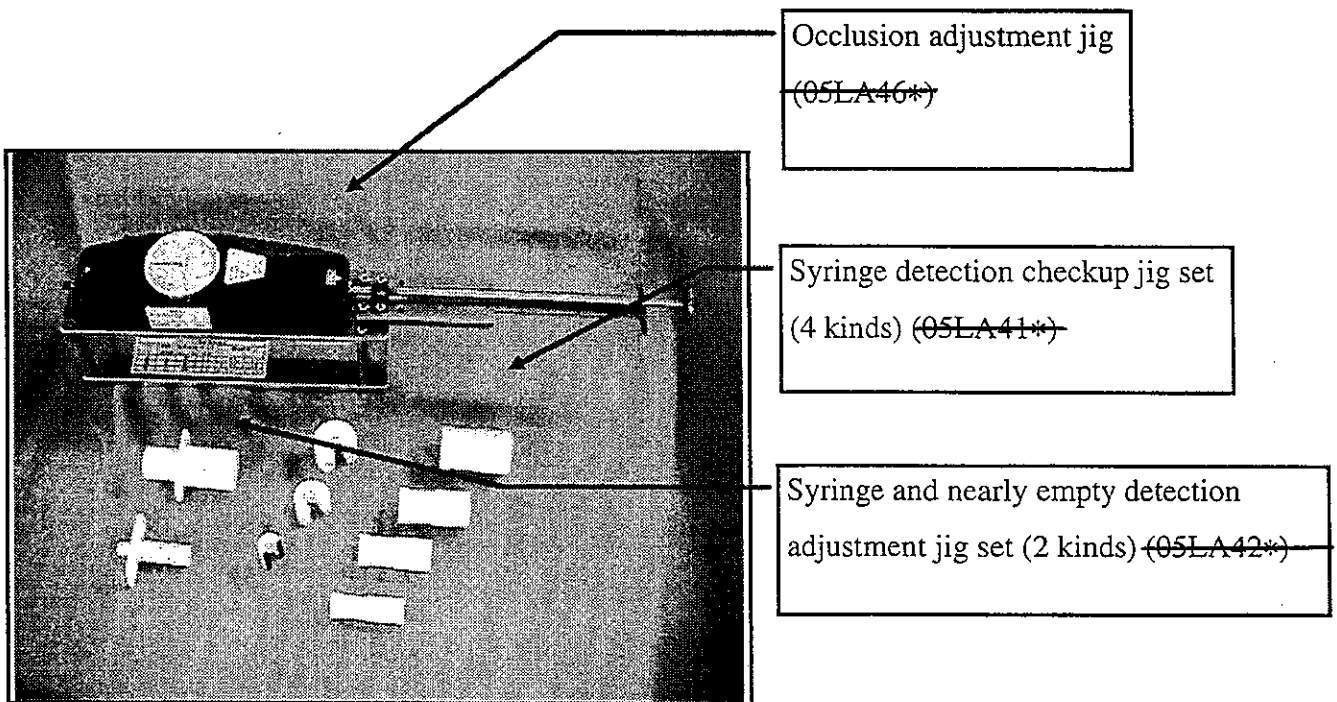 Occlusion adjustment jig
(05LA46*)
Syringe detection checkup jig set
(4 kinds) (05LA41*)
Syringe and nearly empty detection
adjustment jig set (2 kinds) (05LA42*)